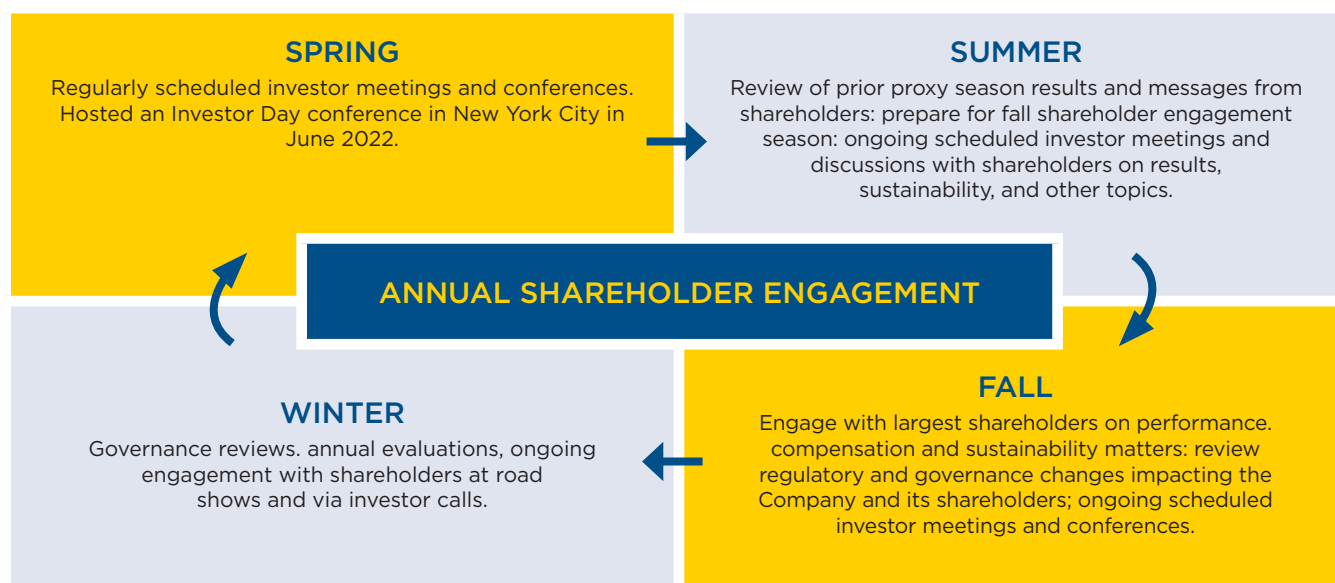 SPRING
Regularly scheduled investor meetings and conferences.
Hosted an Investor Day conference in New York City in
June 2022.
SUMMER
Review of prior proxy season results and messages from
shareholders: prepare for fall shareholder engagement
season: ongoing scheduled investor meetings and
discussions with shareholders on results,
sustainability, and other topics.
ANNUAL SHAREHOLDER ENGAGEMENT
WINTER
Governance reviews. annual evaluations, ongoing
engagement with shareholders at road
shows and via investor calls.
FALL
Engage with largest shareholders on performance.
compensation and sustainability matters: review
regulatory and governance changes impacting the
Company and its shareholders; ongoing scheduled
investor meetings and conferences.